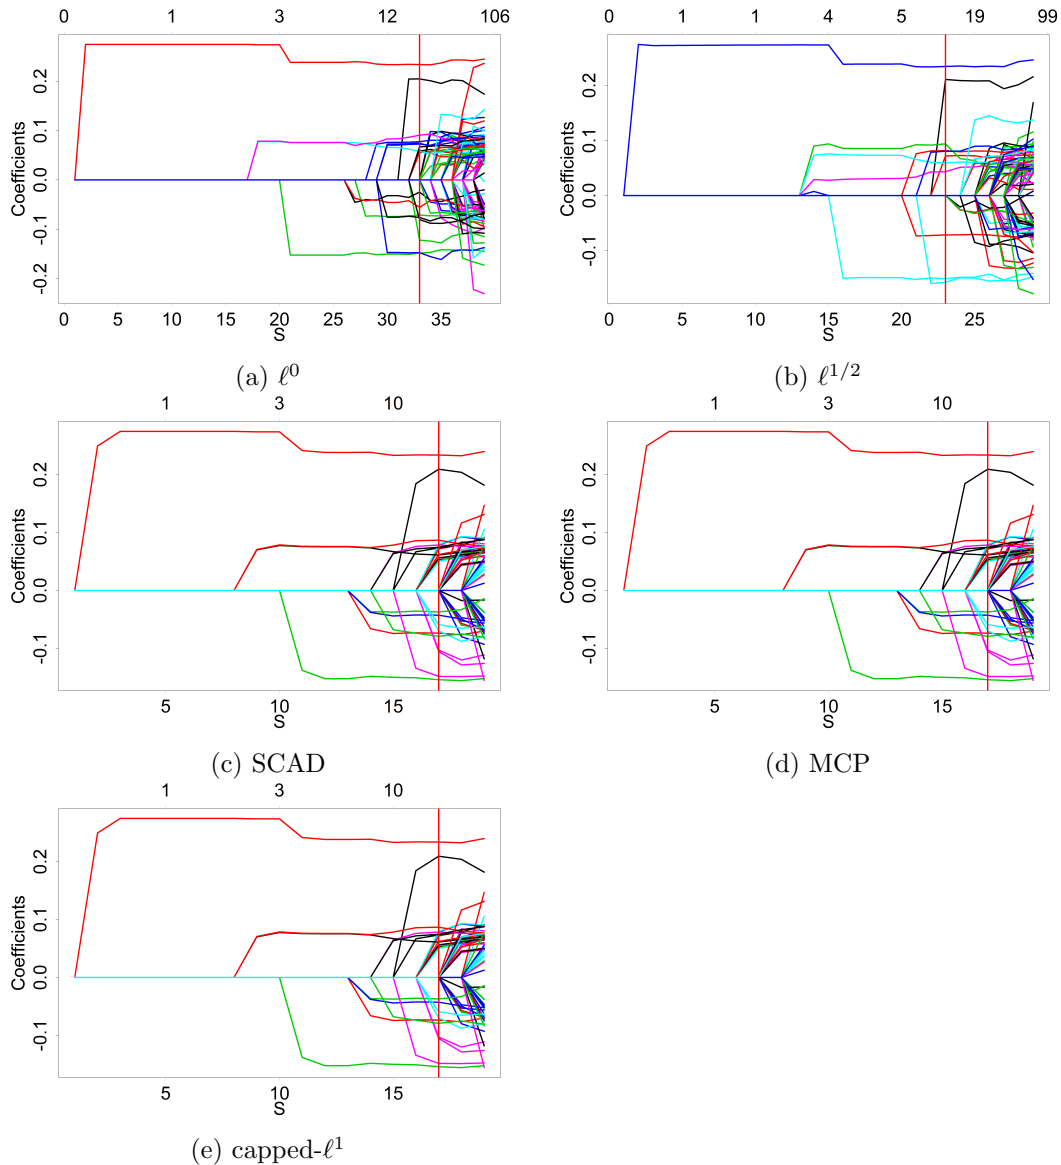 0 1 3 12 106
Coefficients
0.2
0.1
0.0
-0.1
-0.2
0 5 10 15 20 25 30 35
S
(a) ℓ⁰
0 1 1 4 5 19 99
Coefficients
0.2
0.1
0.0
-0.1
0 5 10 15 20 25
S
(b) ℓ^{1/2}
1 3 10
Coefficients
0.2
0.1
0.0
-0.1
5 10 15
S
(c) SCAD
1 3 10
Coefficients
0.2
0.1
0.0
-0.1
5 10 15
S
(d) MCP
1 3 10
Coefficients
0.2
0.1
0.0
-0.1
5 10 15
S
(e) capped-ℓ¹